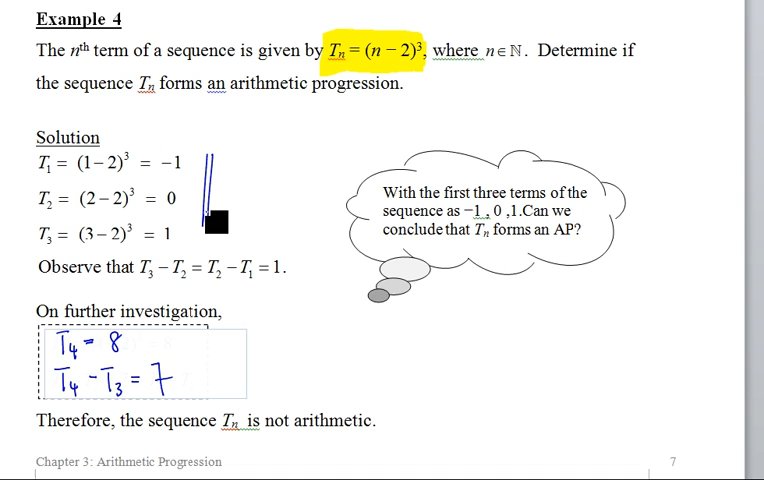 Example 4
The nth term of a sequence is given by Tₙ = (n − 2)³, where n ∈ ℕ. Determine if
the sequence Tₙ forms an arithmetic progression.
Solution
T₁ = (1 − 2)³ = −1
T₂ = (2 − 2)³ = 0
T₃ = (3 − 2)³ = 1
With the first three terms of the
sequence as −1 , 0 ,1.Can we
conclude that Tₙ forms an AP?
Observe that T₃ − T₂ = T₂ − T₁ = 1.
On further investigation,
T₄ = 8
T₄ − T₃ = 7
Therefore, the sequence Tₙ is not arithmetic.
Chapter 3: Arithmetic Progression 7